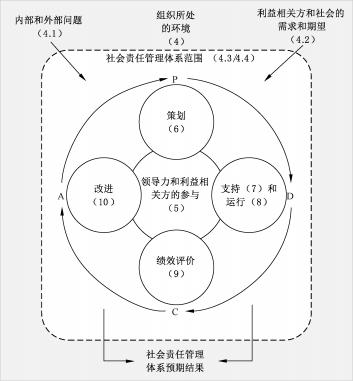 组织所处
的环境
（4）
内部和外部问题
（4.1）
利益相关方和社会的
需求和期望
（4.2）
社会责任管理体系范围 （4.3/4.4）
P
策划
（6）
A
改进
（10）
领导力和利益相
关方的参与
（5）
支持（7）和
运行（8）
D
绩效评价
（9）
C
社会责任管理
体系预期结果